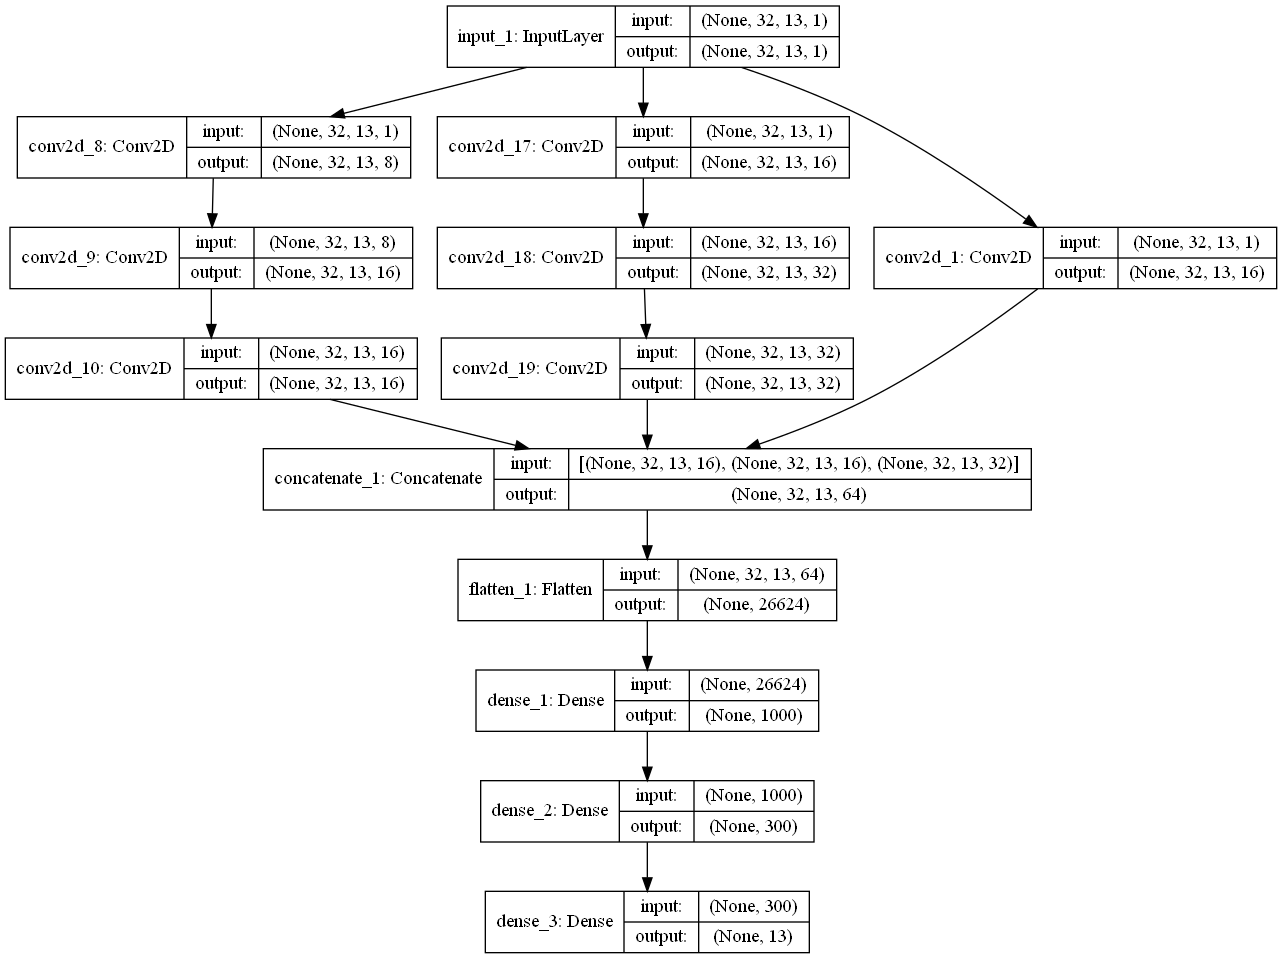 input_1: InputLayer
input: (None, 32, 13, 1)
output: (None, 32, 13, 1)
conv2d_8: Conv2D
input: (None, 32, 13, 1)
output: (None, 32, 13, 8)
conv2d_17: Conv2D
input: (None, 32, 13, 1)
output: (None, 32, 13, 16)
conv2d_9: Conv2D
input: (None, 32, 13, 8)
output: (None, 32, 13, 16)
conv2d_18: Conv2D
input: (None, 32, 13, 16)
output: (None, 32, 13, 32)
conv2d_1: Conv2D
input: (None, 32, 13, 1)
output: (None, 32, 13, 16)
conv2d_10: Conv2D
input: (None, 32, 13, 16)
output: (None, 32, 13, 16)
conv2d_19: Conv2D
input: (None, 32, 13, 32)
output: (None, 32, 13, 32)
concatenate_1: Concatenate
input: [(None, 32, 13, 16), (None, 32, 13, 16), (None, 32, 13, 32)]
output: (None, 32, 13, 64)
flatten_1: Flatten
input: (None, 32, 13, 64)
output: (None, 26624)
dense_1: Dense
input: (None, 26624)
output: (None, 1000)
dense_2: Dense
input: (None, 1000)
output: (None, 300)
dense_3: Dense
input: (None, 300)
output: (None, 13)